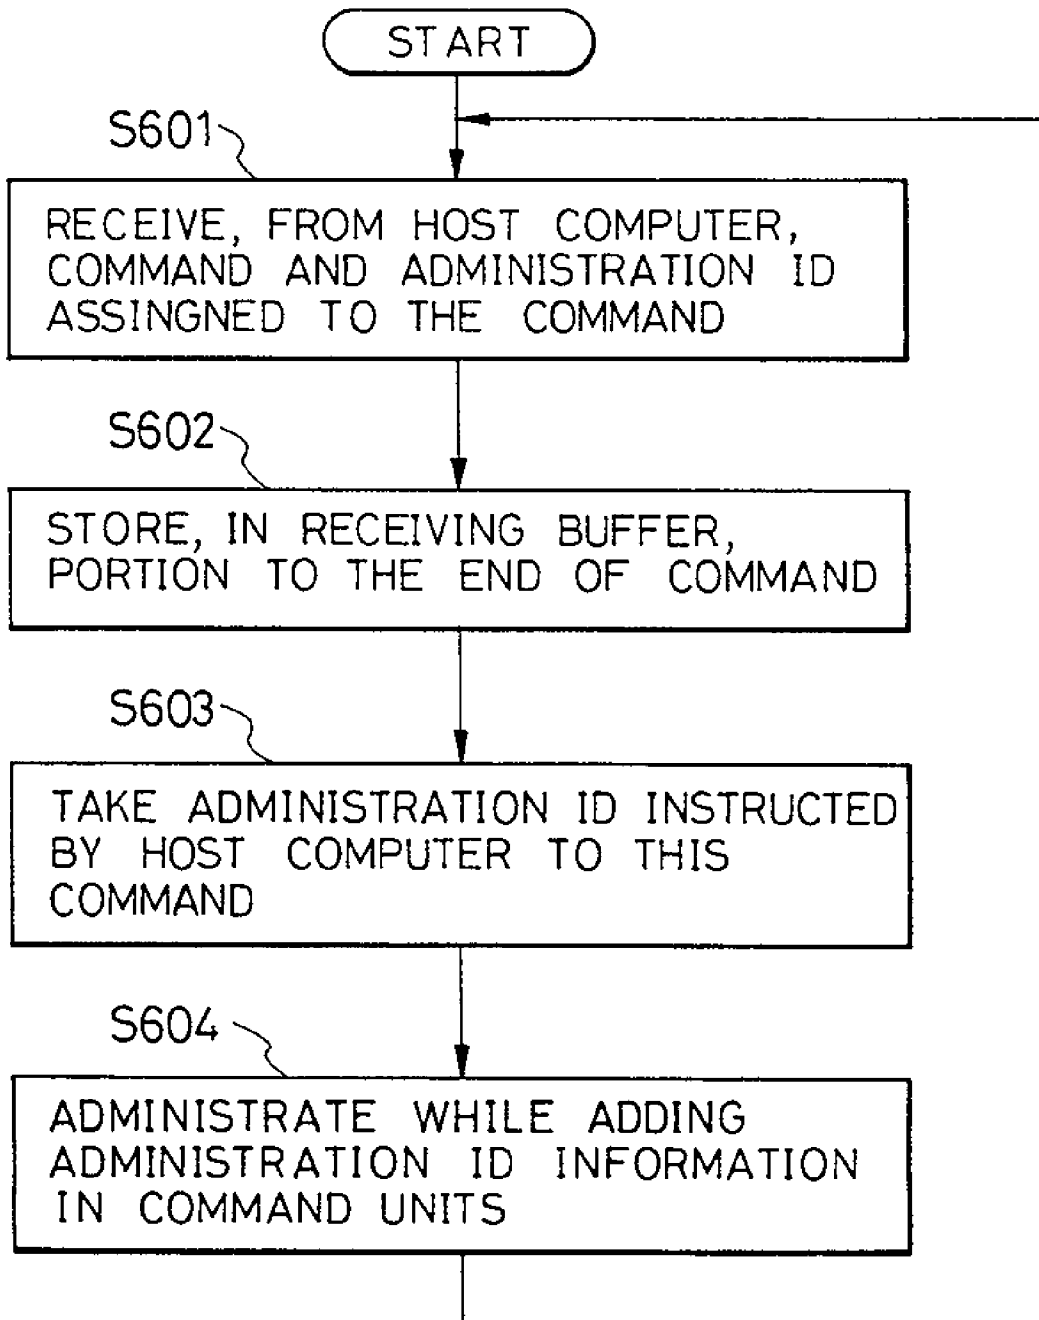 START
S601
RECEIVE, FROM HOST COMPUTER,
COMMAND AND ADMINISTRATION ID
ASSINGNED TO THE COMMAND
S602
STORE, IN RECEIVING BUFFER,
PORTION TO THE END OF COMMAND
S603
TAKE ADMINISTRATION ID INSTRUCTED
BY HOST COMPUTER TO THIS
COMMAND
S604
ADMINISTRATE WHILE ADDING
ADMINISTRATION ID INFORMATION
IN COMMAND UNITS